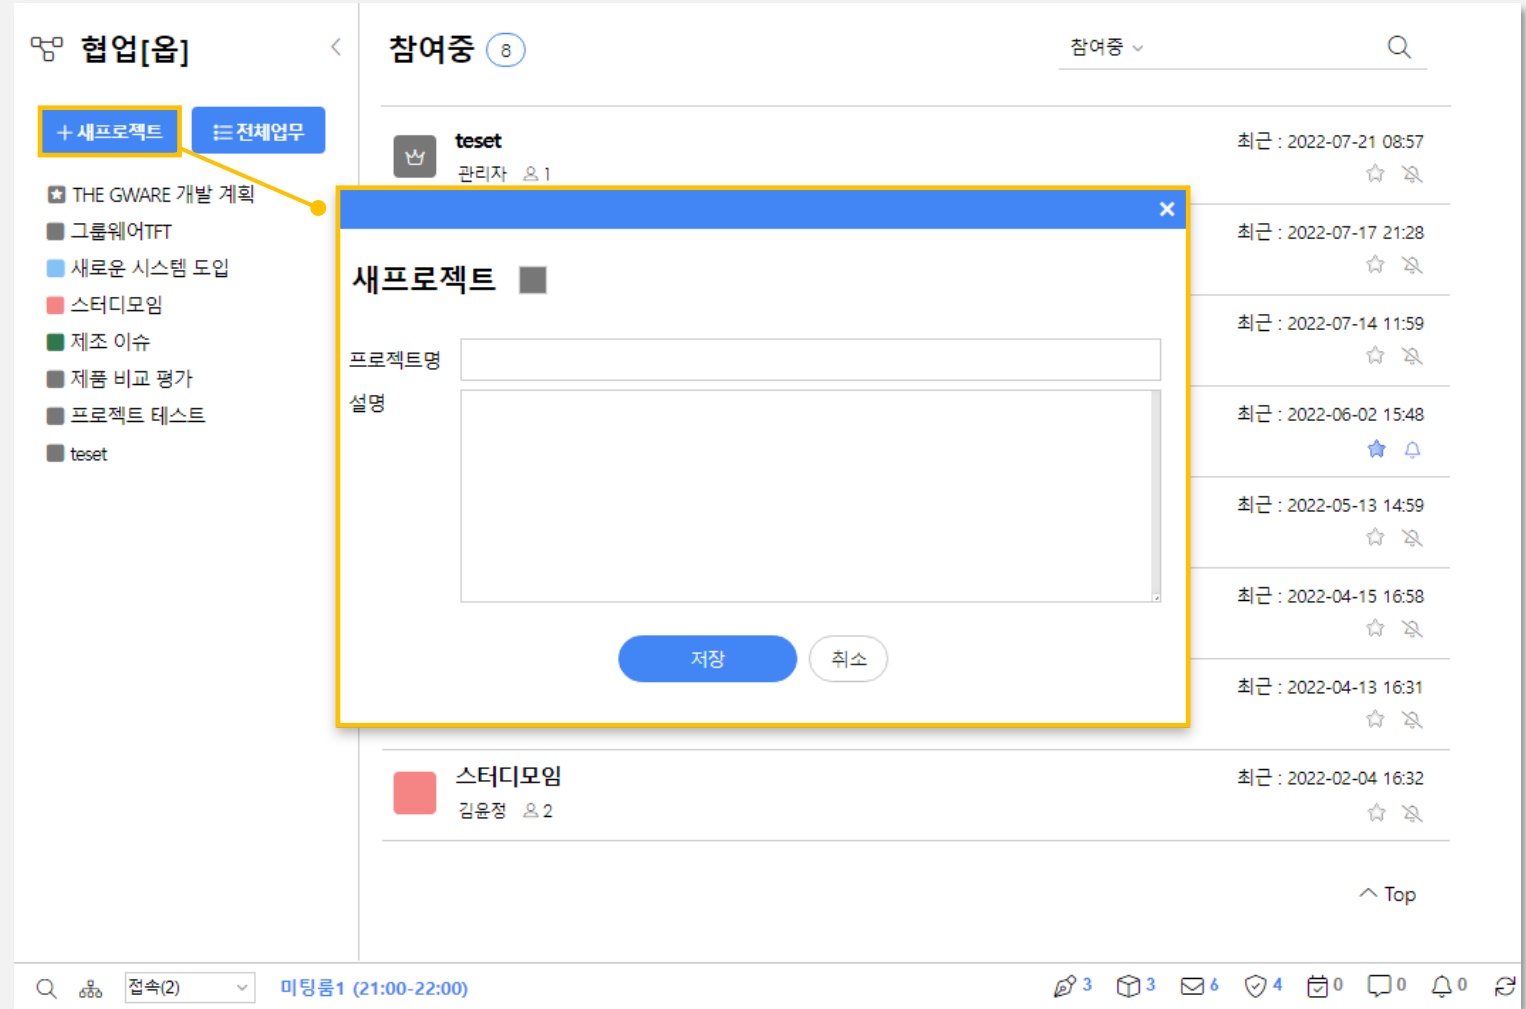 협업[옵]
참여중 8
참여중
새프로젝트
전체업무
THE GWARE 개발 계획
그룹웨어TFT
새로운 시스템 도입
스터디모임
제조 이슈
제품 비교 평가
프로젝트 테스트
teset
teset
관리자 1
최근 : 2022-07-21 08:57
최근 : 2022-07-17 21:28
최근 : 2022-07-14 11:59
최근 : 2022-06-02 15:48
최근 : 2022-05-13 14:59
최근 : 2022-04-15 16:58
최근 : 2022-04-13 16:31
새프로젝트
프로젝트명
설명
저장
취소
스터디모임
김윤정 2
최근 : 2022-02-04 16:32
Top
접속(2)
미팅룸1 (21:00-22:00)
3 3 6 4 0 0 0